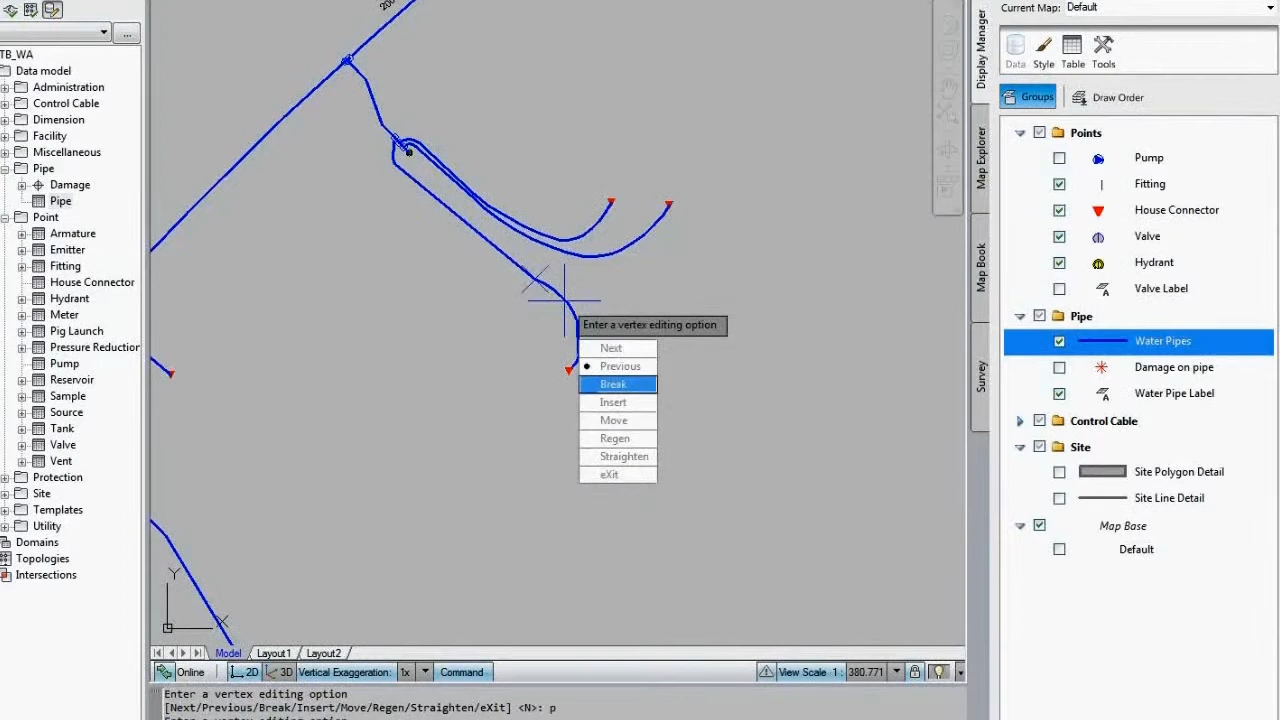 ...
TB_WA
Data model
Administration
Control Cable
Dimension
Facility
Miscellaneous
Pipe
Damage
Pipe
Point
Armature
Emitter
Fitting
House Connector
Hydrant
Meter
Pig Launch
Pressure Reductior
Pump
Reservoir
Sample
Source
Tank
Valve
Vent
Protection
Site
Templates
Utility
Domains
Topologies
Intersections
200
Enter a vertex editing option
Next
Previous
Break
Insert
Move
Regen
Straighten
eXit
Y
X
Model
Layout1
Layout2
Online
2D
3D
Vertical Exaggeration:
1x
Command
View Scale 1:
380.771
Enter a vertex editing option
[Next/Previous/Break/Insert/Move/Regen/Straighten/eXit] <N>: p
Enter a vertex editing option
Display Manager
Map Explorer
Map Book
Survey
Current Map: Default
Data
Style
Table
Tools
Groups
Draw Order
Points
Pump
Fitting
House Connector
Valve
Hydrant
Valve Label
Pipe
Water Pipes
Damage on pipe
Water Pipe Label
Control Cable
Site
Site Polygon Detail
Site Line Detail
Map Base
Default